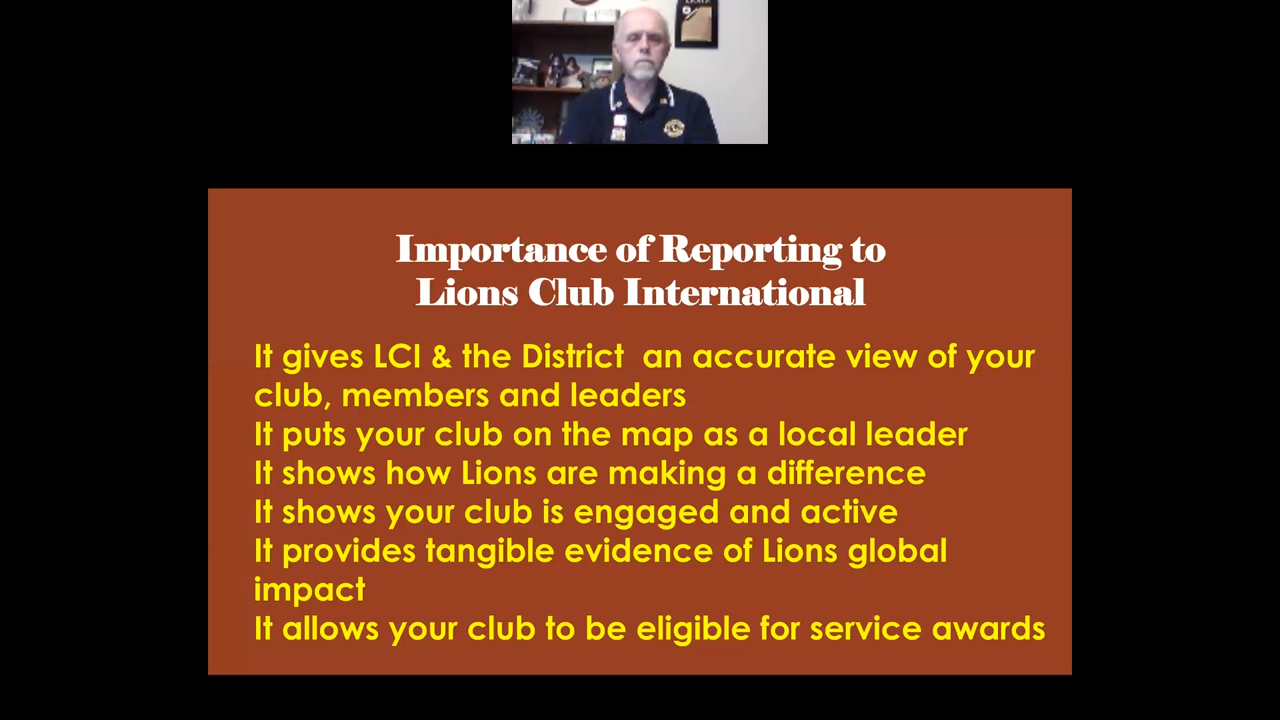 Importance of Reporting to
Lions Club International
It gives LCI & the District an accurate view of your
club, members and leaders
It puts your club on the map as a local leader
It shows how Lions are making a difference
It shows your club is engaged and active
It provides tangible evidence of Lions global
impact
It allows your club to be eligible for service awards